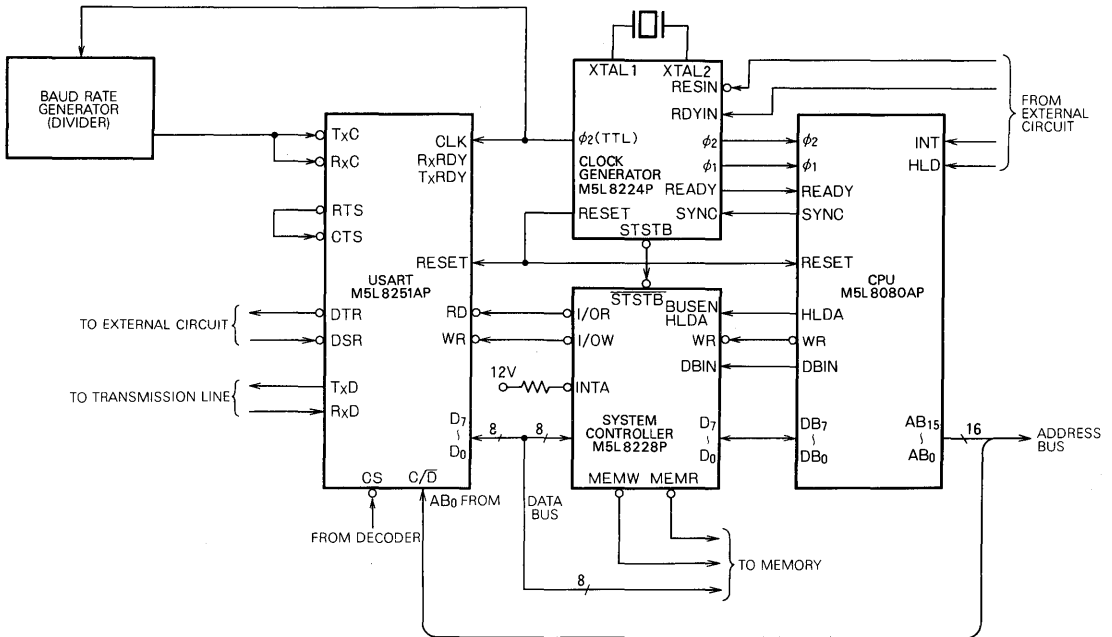 BAUD RATE
GENERATOR
(DIVIDER)
XTAL1
XTAL2
RESIN
RDYIN
φ2(TTL)
φ2
CLOCK
GENERATOR
M5L8224P
φ1
READY
RESET
SYNC
STSTB
FROM
EXTERNAL
CIRCUIT
TxC
RxC
CLK
RxRDY
TxRDY
RTS
CTS
RESET
USART
M5L8251AP
DTR
DSR
RD
WR
TxD
RxD
D7
~
D0
CS
C/D̅
TO EXTERNAL CIRCUIT
TO TRANSMISSION LINE
FROM DECODER
AB0 FROM
8
8
DATA
BUS
8
12V
S̅T̅S̅T̅B̅
I/OR
BUSEN
HLDA
I/OW
WR
DBIN
INTA
SYSTEM
CONTROLLER
M5L8228P
D7
~
D0
MEMW
MEMR
TO MEMORY
φ2
INT
φ1
HLD
READY
SYNC
RESET
CPU
M5L8080AP
HLDA
WR
DBIN
DB7
~
DB0
AB15
~
AB0
16
ADDRESS
BUS